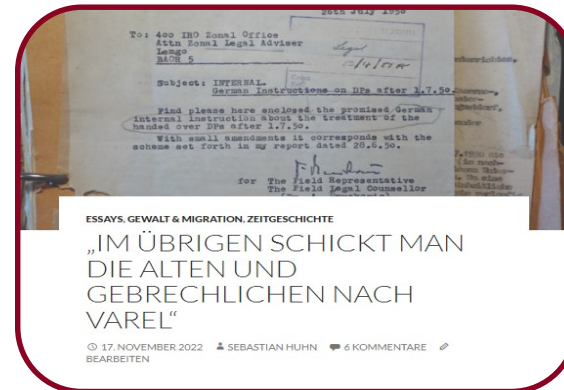 26th July 1950
To: 400 IRO Zonal Office
Attn Zonal Legal Adviser
Lemgo
BAOR 5
Legal
Subject: INTERNAL.
German Instructions on DPs after 1.7.50.
Find please here enclosed the promised German
internal instruction about the treatment of the
handed over DPs after 1.7.50.
With small amendments it corresponds with the
scheme set forth in my report dated 28.6.50.
for The Field Representative
The Field Legal Counsellor
ESSAYS, GEWALT & MIGRATION, ZEITGESCHICHTE
„IM ÜBRIGEN SCHICKT MAN
DIE ALTEN UND
GEBRECHLICHEN NACH
VAREL“
17. NOVEMBER 2022 SEBASTIAN HUHN 6 KOMMENTARE
BEARBEITEN